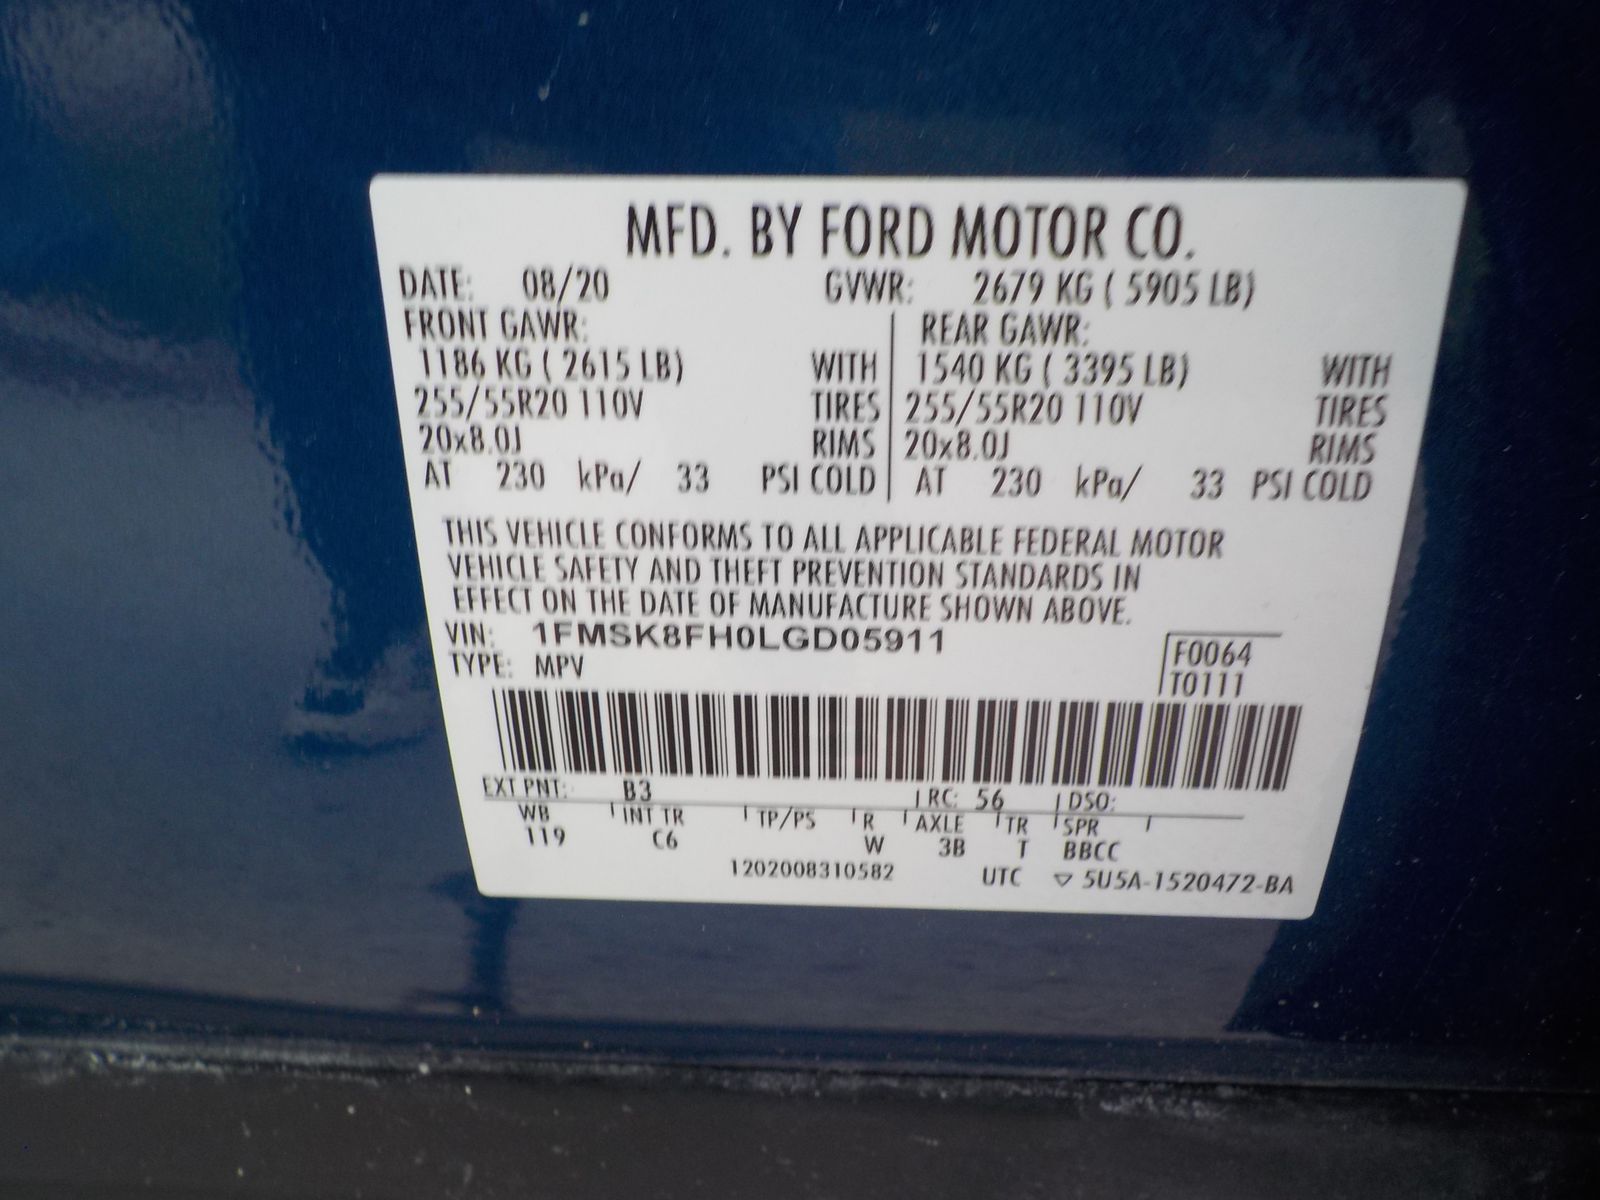 MFD. BY FORD MOTOR CO.
DATE: 08/20 GVWR: 2679 KG ( 5905 LB)
FRONT GAWR: REAR GAWR:
1186 KG ( 2615 LB) WITH 1540 KG ( 3395 LB) WITH
255/55R20 110V TIRES 255/55R20 110V TIRES
20x8.0J RIMS 20x8.0J RIMS
AT 230 kPa/ 33 PSI COLD AT 230 kPa/ 33 PSI COLD
THIS VEHICLE CONFORMS TO ALL APPLICABLE FEDERAL MOTOR
VEHICLE SAFETY AND THEFT PREVENTION STANDARDS IN
EFFECT ON THE DATE OF MANUFACTURE SHOWN ABOVE.
VIN: 1FMSK8FH0LGD05911
TYPE: MPV
F0064
T0111
EXT PNT: B3 RC: 56 DSO:
WB INT TR TP/PS R AXLE TR SPR
119 C6 W 3B T BBCC
1202008310582 UTC ▽ 5U5A-1520472-BA